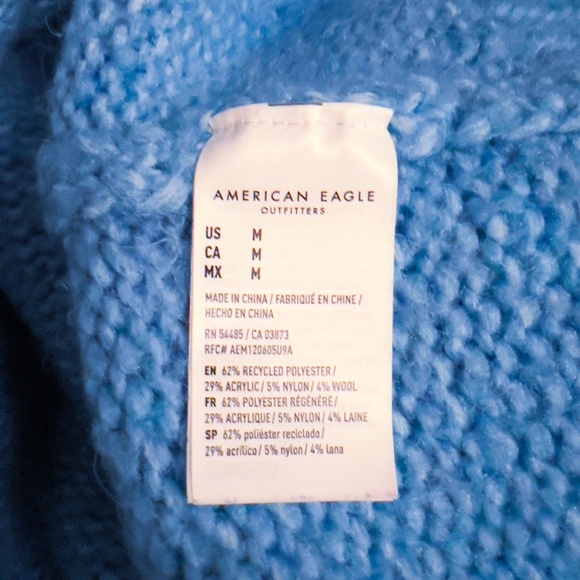 AMERICAN EAGLE
OUTFITTERS
US M
CA M
MX M
MADE IN CHINA / FABRIQUÉ EN CHINE /
HECHO EN CHINA
RN 54485 / CA 03873
RFC# AEM120605U9A
EN 62% RECYCLED POLYESTER /
29% ACRYLIC / 5% NYLON / 4% WOOL
FR 62% POLYESTER RÉGÉNÉRÉ /
29% ACRYLIQUE / 5% NYLON / 4% LAINE
SP 62% poliéster reciclado /
29% acrílico / 5% nylon / 4% lana